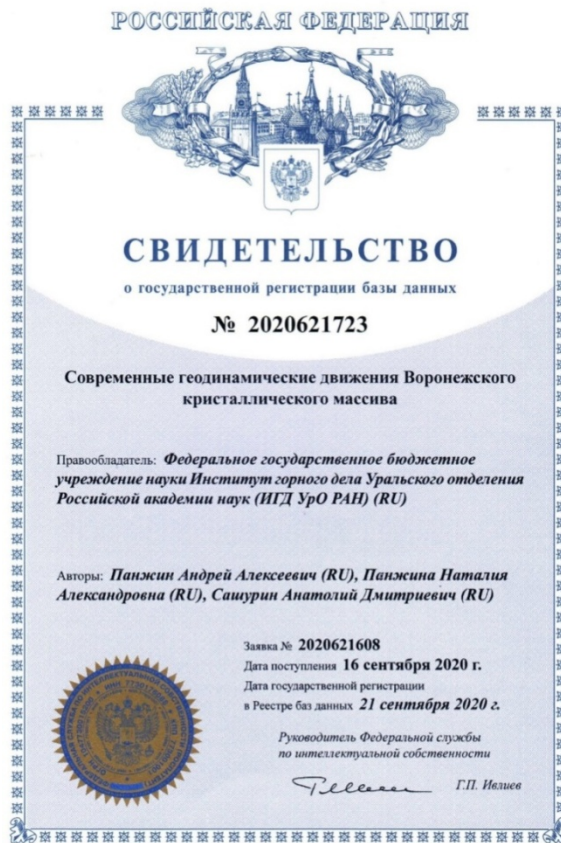 РОССИЙСКАЯ ФЕДЕРАЦИЯ
СВИДЕТЕЛЬСТВО
о государственной регистрации базы данных
№ 2020621723
Современные геодинамические движения Воронежского
кристаллического массива
Правообладатель: Федеральное государственное бюджетное
учреждение науки Институт горного дела Уральского отделения
Российской академии наук (ИГД УрО РАН) (RU)
Авторы: Панжин Андрей Алексеевич (RU), Панжина Наталия
Александровна (RU), Сашурин Анатолий Дмитриевич (RU)
Заявка № 2020621608
Дата поступления 16 сентября 2020 г.
Дата государственной регистрации
в Реестре баз данных 21 сентября 2020 г.
Руководитель Федеральной службы
по интеллектуальной собственности
Г.П. Ивлиев